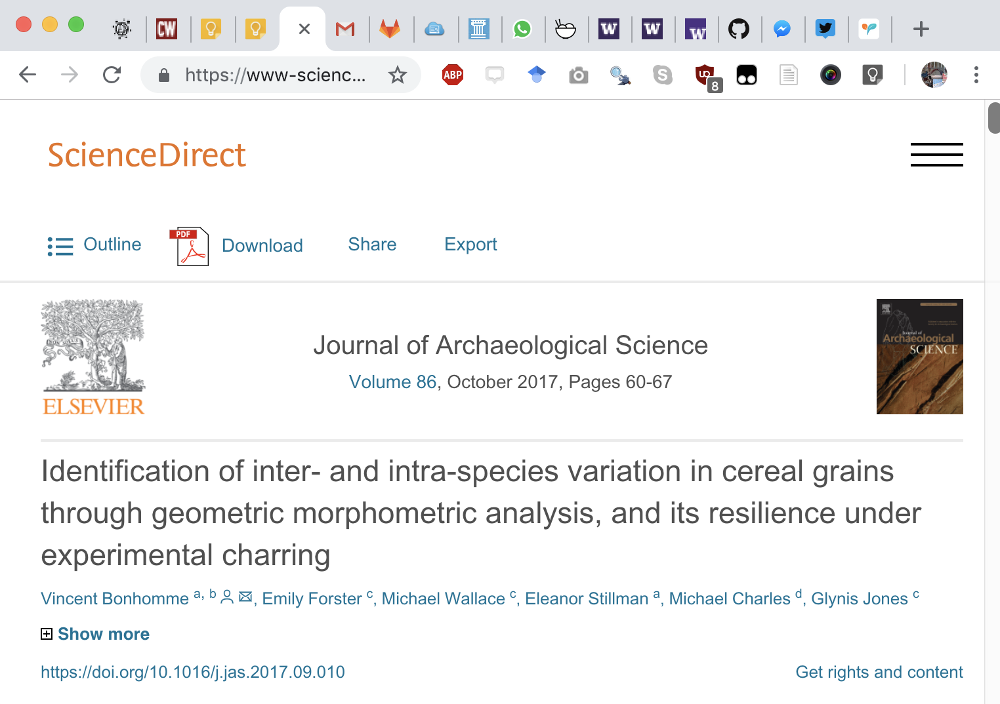 CW
W
W
W
https://www-scienc...
ABP
S
uo
8
ScienceDirect
Outline
PDF
Download
Share
Export
NON SOLUS
ELSEVIER
Journal of Archaeological Science
Volume 86, October 2017, Pages 60-67
Journal of
Archaeological
SCIENCE
Identification of inter- and intra-species variation in cereal grains
through geometric morphometric analysis, and its resilience under
experimental charring
Vincent Bonhomme a, b, Emily Forster c, Michael Wallace c, Eleanor Stillman a, Michael Charles d, Glynis Jones c
Show more
https://doi.org/10.1016/j.jas.2017.09.010
Get rights and content